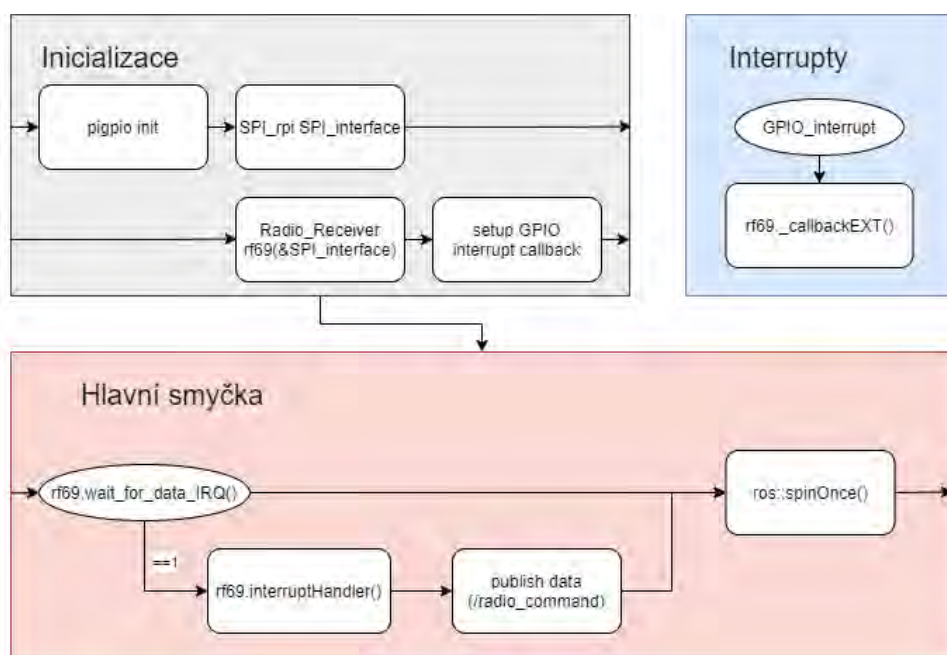 Inicializace
pigpio init
SPI_rpi SPI_interface
Radio_Receiver
rf69(&SPI_interface)
setup GPIO
interrupt callback
Interrupty
GPIO_interrupt
rf69._callbackEXT()
Hlavní smyčka
rf69.wait_for_data_IRQ()
==1
rf69.interruptHandler()
publish data
(/radio_command)
ros::spinOnce()